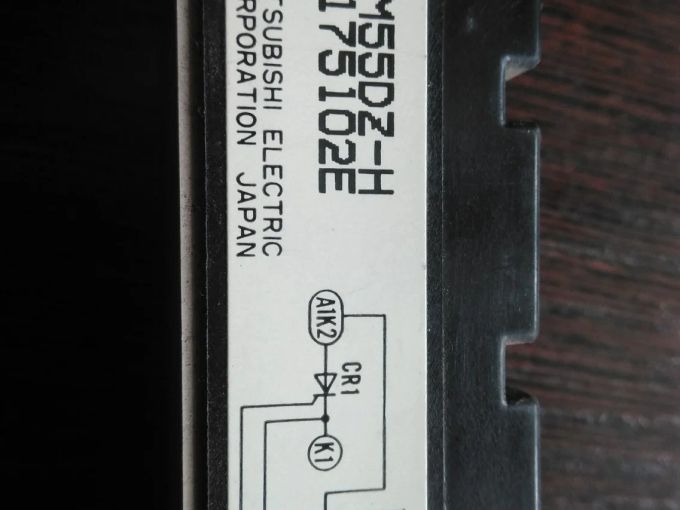 M55DZ-H
175102E
TSUBISHI ELECTRIC
RPORATION JAPAN
A1K2
CR1
K1